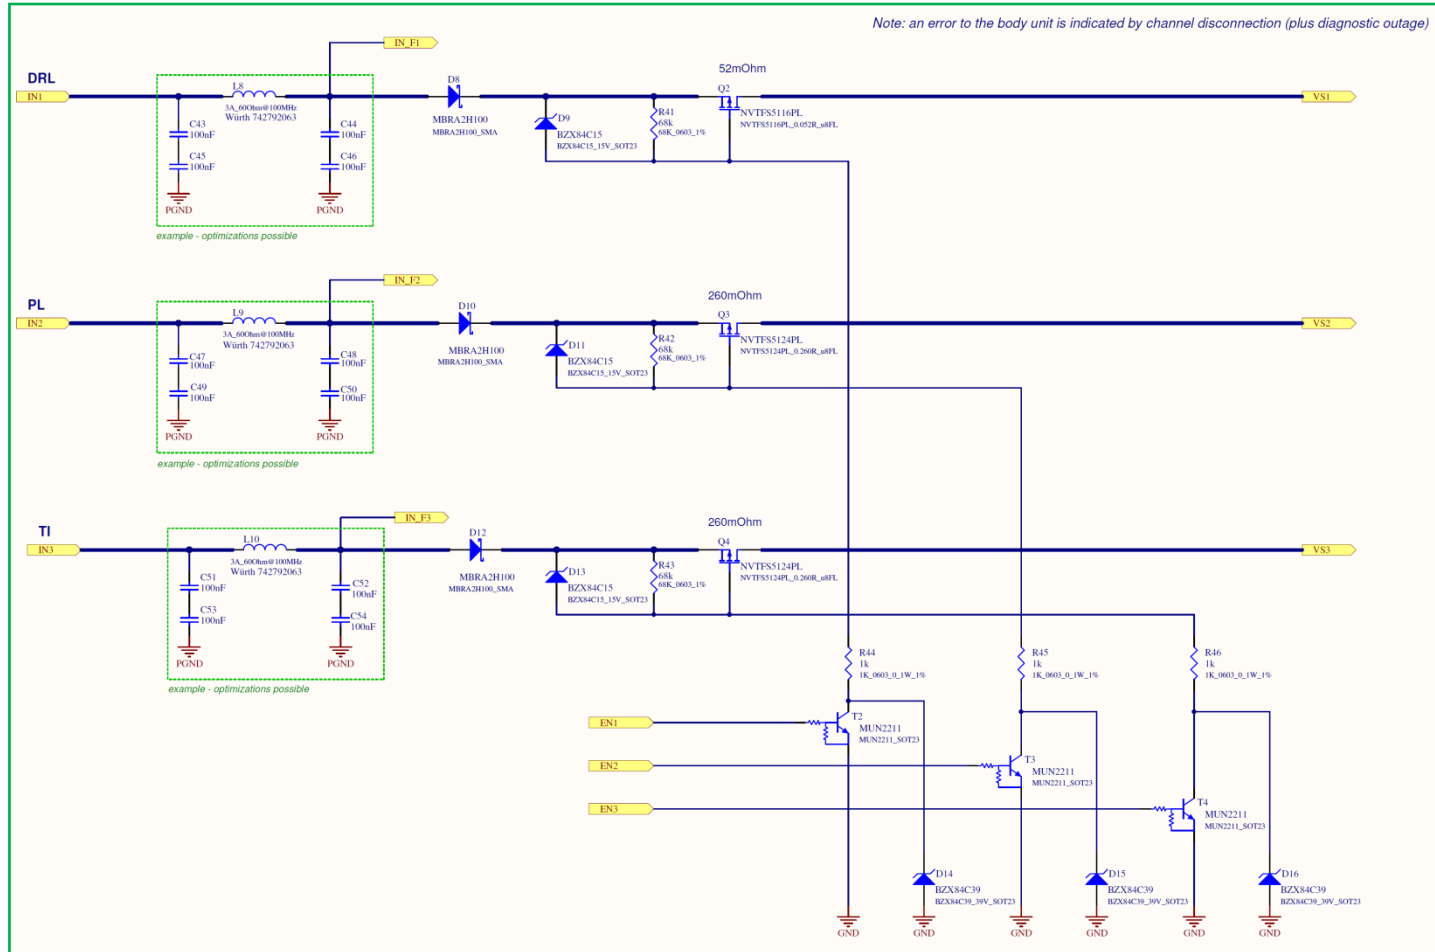 Note: an error to the body unit is indicated by channel disconnection (plus diagnostic outage)
IN_F1
DRL
IN1
L8
3A_60Ohm@100MHz
Würth 742792063
C43
100nF
C45
100nF
C44
100nF
C46
100nF
PGND
PGND
example - optimizations possible
D8
MBRA2H100
MBRA2H100_SMA
D9
BZX84C15
BZX84C15_15V_SOT23
R41
68k
68K_0603_1%
52mOhm
Q2
NVTFS5116PL
NVTFS5116PL_0.052R_u8FL
VS1
IN_F2
PL
IN2
L9
3A_60Ohm@100MHz
Würth 742792063
C47
100nF
C49
100nF
C48
100nF
C50
100nF
PGND
PGND
example - optimizations possible
D10
MBRA2H100
MBRA2H100_SMA
D11
BZX84C15
BZX84C15_15V_SOT23
R42
68k
68K_0603_1%
260mOhm
Q3
NVTFS5124PL
NVTFS5124PL_0.260R_u8FL
VS2
IN_F3
TI
IN3
L10
3A_60Ohm@100MHz
Würth 742792063
C51
100nF
C53
100nF
C52
100nF
C54
100nF
PGND
PGND
example - optimizations possible
D12
MBRA2H100
MBRA2H100_SMA
D13
BZX84C15
BZX84C15_15V_SOT23
R43
68k
68K_0603_1%
260mOhm
Q4
NVTFS5124PL
NVTFS5124PL_0.260R_u8FL
VS3
R44
1k
1K_0603_0_1W_1%
R45
1k
1K_0603_0_1W_1%
R46
1k
1K_0603_0_1W_1%
EN1
T2
MUN2211
MUN2211_SOT23
EN2
T3
MUN2211
MUN2211_SOT23
EN3
T4
MUN2211
MUN2211_SOT23
D14
BZX84C39
BZX84C39_39V_SOT23
D15
BZX84C39
BZX84C39_39V_SOT23
D16
BZX84C39
BZX84C39_39V_SOT23
GND
GND
GND
GND
GND
GND